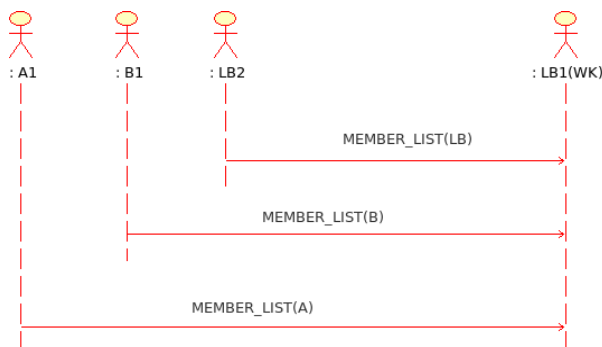 : A1
: B1
: LB2
: LB1(WK)
MEMBER_LIST(LB)
MEMBER_LIST(B)
MEMBER_LIST(A)